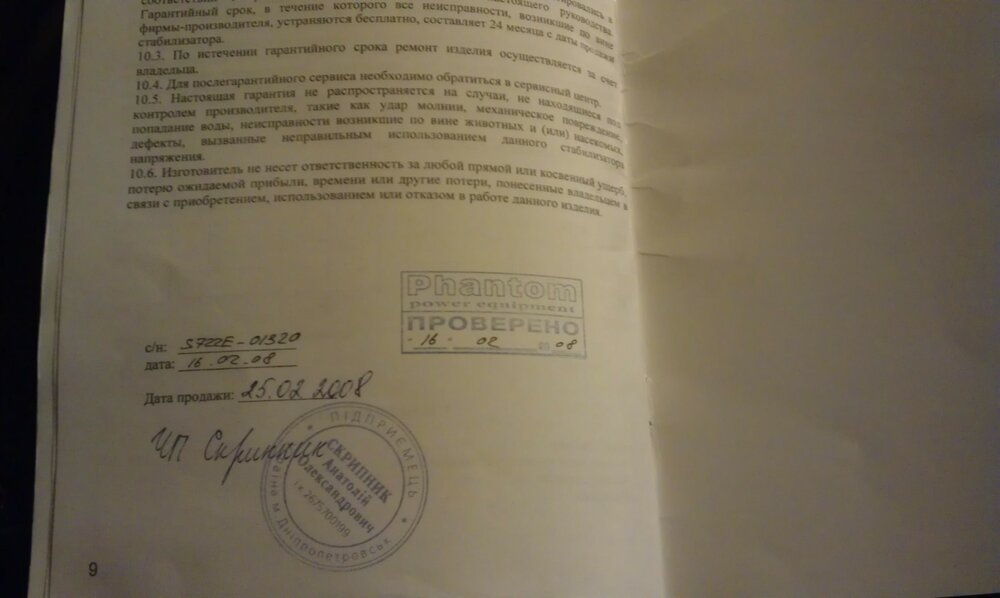 настоящего руководства.
Гарантийный срок, в течение которого все неисправности, возникшие по вине
фирмы-производителя, устраняются бесплатно, составляет 24 месяца с даты продажи
стабилизатора.
10.3. По истечении гарантийного срока ремонт изделия осуществляется за счет
владельца.
10.4. Для послегарантийного сервиса необходимо обратиться в сервисный центр.
10.5. Настоящая гарантия не распространяется на случаи, не находящиеся под
контролем производителя, такие как удар молнии, механическое повреждение,
попадание воды, неисправности возникшие по вине животных и (или) насекомых,
дефекты, вызванные неправильным использованием данного стабилизатора
напряжения.
10.6. Изготовитель не несет ответственность за любой прямой или косвенный ущерб,
потерю ожидаемой прибыли, времени или другие потери, понесенные владельцем в
связи с приобретением, использованием или отказом в работе данного изделия.
Phantom
power equipment
ПРОВЕРЕНО
- 16 - 02 08
с/н: S722E-01320
дата: 16.02.08
Дата продажи: 25.02 2008
ЧП Скрипник
ПІДПРИЄМЕЦЬ
СКРИПНИК
Анатолій
Олександрович
і.к. 2675700199
м.Дніпропетровськ
9